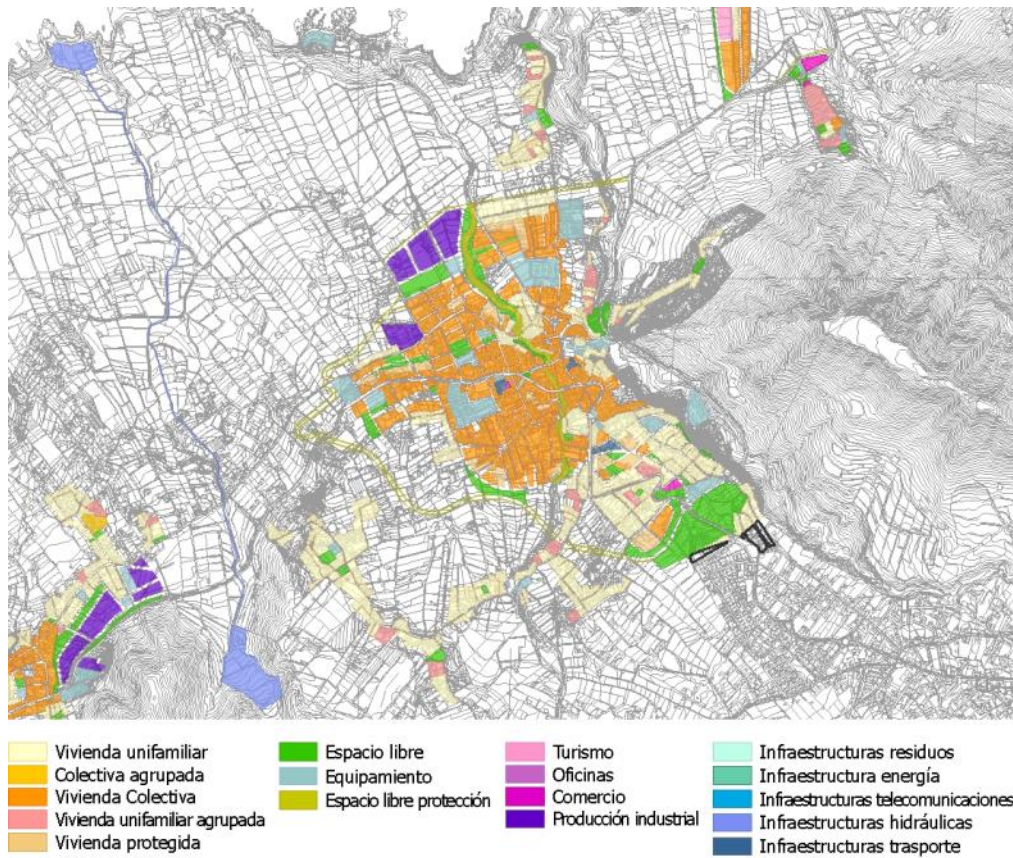 Vivienda unifamiliar
Colectiva agrupada
Vivienda Colectiva
Vivienda unifamiliar agrupada
Vivienda protegida
Espacio libre
Equipamiento
Espacio libre protección
Turismo
Oficinas
Comercio
Producción industrial
Infraestructuras residuos
Infraestructura energía
Infraestructuras telecomunicaciones
Infraestructuras hidráulicas
Infraestructuras trasporte